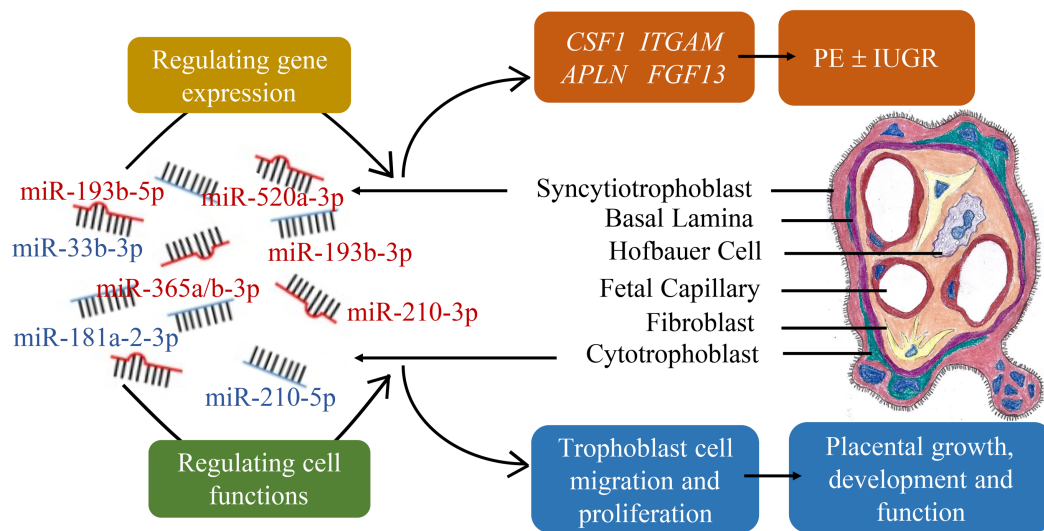 Regulating gene
expression
CSF1 ITGAM
APLN FGF13
PE ± IUGR
miR-193b-5p
miR-520a-3p
miR-33b-3p
miR-193b-3p
miR-365a/b-3p
miR-210-3p
miR-181a-2-3p
miR-210-5p
Syncytiotrophoblast
Basal Lamina
Hofbauer Cell
Fetal Capillary
Fibroblast
Cytotrophoblast
Regulating cell
functions
Trophoblast cell
migration and
proliferation
Placental growth,
development and
function